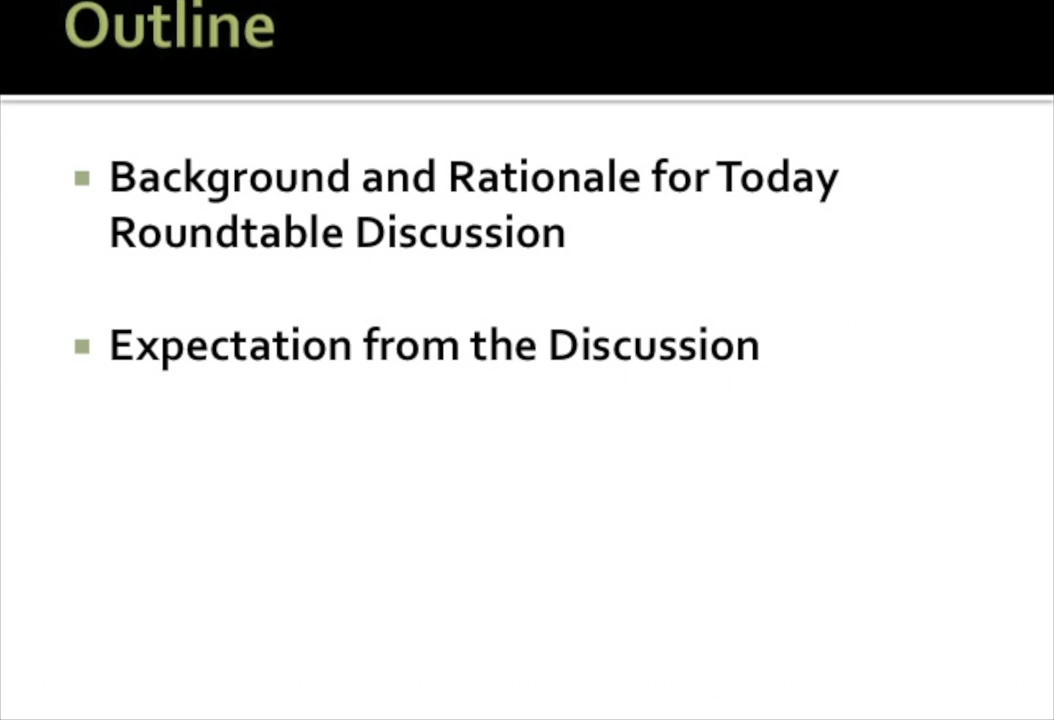 Outline
Background and Rationale for Today
Roundtable Discussion
Expectation from the Discussion